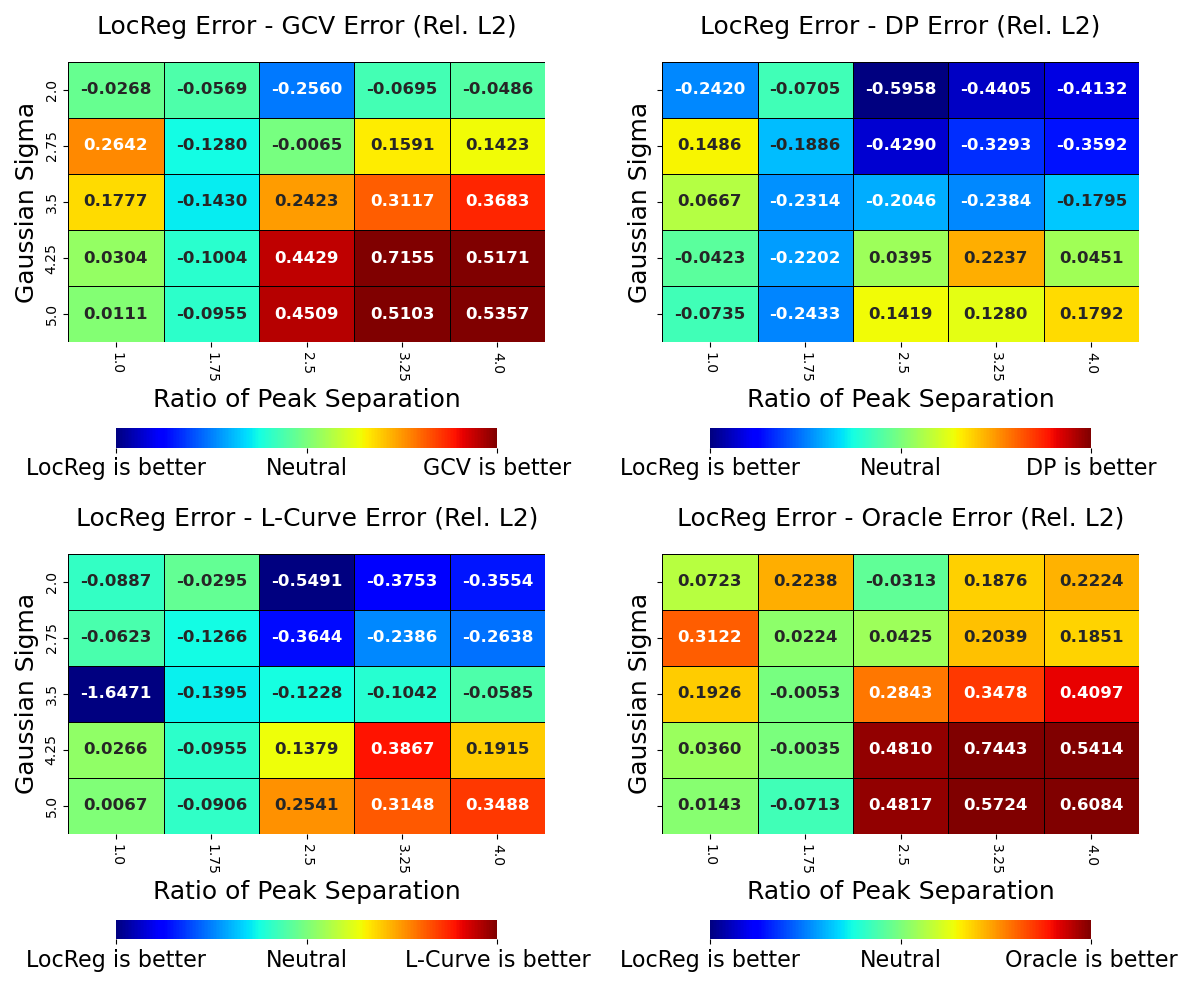 LocReg Error - GCV Error (Rel. L2)
Gaussian Sigma
2.0 -0.0268 -0.0569 -0.2560 -0.0695 -0.0486
2.75 0.2642 -0.1280 -0.0065 0.1591 0.1423
3.5 0.1777 -0.1430 0.2423 0.3117 0.3683
4.25 0.0304 -0.1004 0.4429 0.7155 0.5171
5.0 0.0111 -0.0955 0.4509 0.5103 0.5357
1.0 1.75 2.5 3.25 4.0
Ratio of Peak Separation
LocReg is better Neutral GCV is better
LocReg Error - DP Error (Rel. L2)
Gaussian Sigma
-0.2420 -0.0705 -0.5958 -0.4405 -0.4132
0.1486 -0.1886 -0.4290 -0.3293 -0.3592
0.0667 -0.2314 -0.2046 -0.2384 -0.1795
-0.0423 -0.2202 0.0395 0.2237 0.0451
-0.0735 -0.2433 0.1419 0.1280 0.1792
1.0 1.75 2.5 3.25 4.0
Ratio of Peak Separation
LocReg is better Neutral DP is better
LocReg Error - L-Curve Error (Rel. L2)
Gaussian Sigma
2.0 -0.0887 -0.0295 -0.5491 -0.3753 -0.3554
2.75 -0.0623 -0.1266 -0.3644 -0.2386 -0.2638
3.5 -1.6471 -0.1395 -0.1228 -0.1042 -0.0585
4.25 0.0266 -0.0955 0.1379 0.3867 0.1915
5.0 0.0067 -0.0906 0.2541 0.3148 0.3488
1.0 1.75 2.5 3.25 4.0
Ratio of Peak Separation
LocReg is better Neutral L-Curve is better
LocReg Error - Oracle Error (Rel. L2)
Gaussian Sigma
0.0723 0.2238 -0.0313 0.1876 0.2224
0.3122 0.0224 0.0425 0.2039 0.1851
0.1926 -0.0053 0.2843 0.3478 0.4097
0.0360 -0.0035 0.4810 0.7443 0.5414
0.0143 -0.0713 0.4817 0.5724 0.6084
1.0 1.75 2.5 3.25 4.0
Ratio of Peak Separation
LocReg is better Neutral Oracle is better